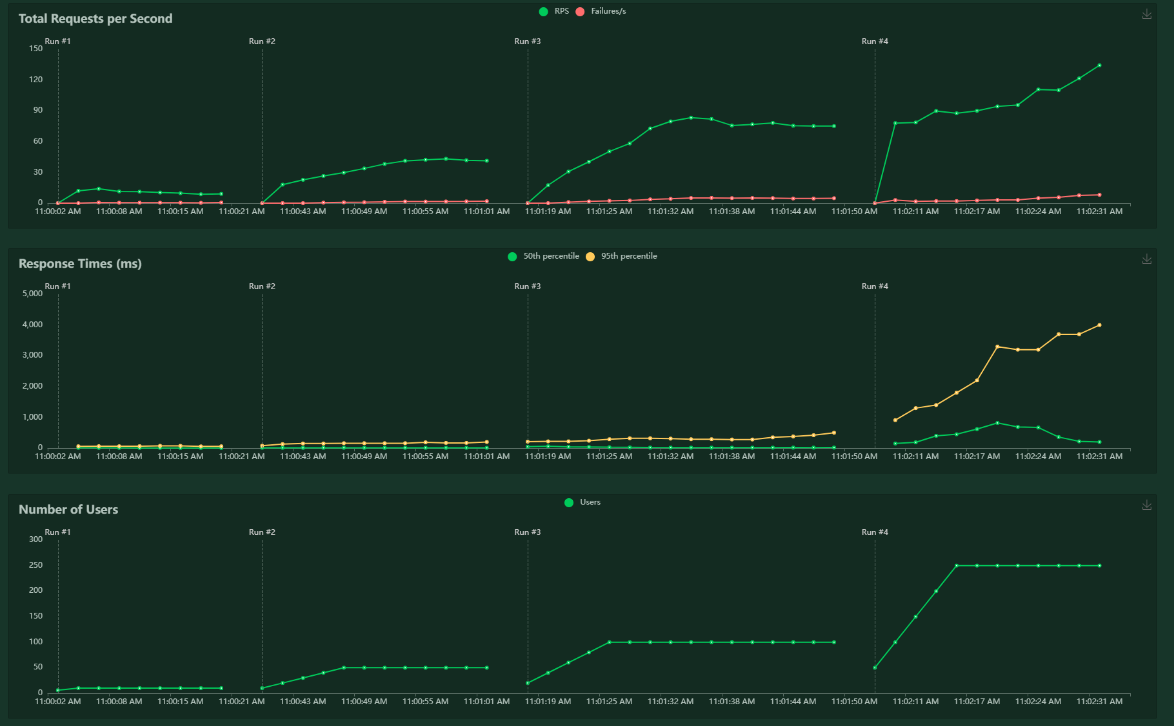 Total Requests per Second
RPS Failures/s
Run #1 Run #2 Run #3 Run #4
150
120
90
60
30
0
11:00:02 AM 11:00:08 AM 11:00:15 AM 11:00:21 AM 11:00:43 AM 11:00:49 AM 11:00:55 AM 11:01:01 AM 11:01:19 AM 11:01:25 AM 11:01:32 AM 11:01:38 AM 11:01:44 AM 11:01:50 AM 11:02:11 AM 11:02:17 AM 11:02:24 AM 11:02:31 AM
Response Times (ms)
50th percentile 95th percentile
Run #1 Run #2 Run #3 Run #4
5,000
4,000
3,000
2,000
1,000
0
11:00:02 AM 11:00:08 AM 11:00:15 AM 11:00:21 AM 11:00:43 AM 11:00:49 AM 11:00:55 AM 11:01:01 AM 11:01:19 AM 11:01:25 AM 11:01:32 AM 11:01:38 AM 11:01:44 AM 11:01:50 AM 11:02:11 AM 11:02:17 AM 11:02:24 AM 11:02:31 AM
Number of Users
Users
Run #1 Run #2 Run #3 Run #4
300
250
200
150
100
50
0
11:00:02 AM 11:00:08 AM 11:00:15 AM 11:00:21 AM 11:00:43 AM 11:00:49 AM 11:00:55 AM 11:01:01 AM 11:01:19 AM 11:01:25 AM 11:01:32 AM 11:01:38 AM 11:01:44 AM 11:01:50 AM 11:02:11 AM 11:02:17 AM 11:02:24 AM 11:02:31 AM